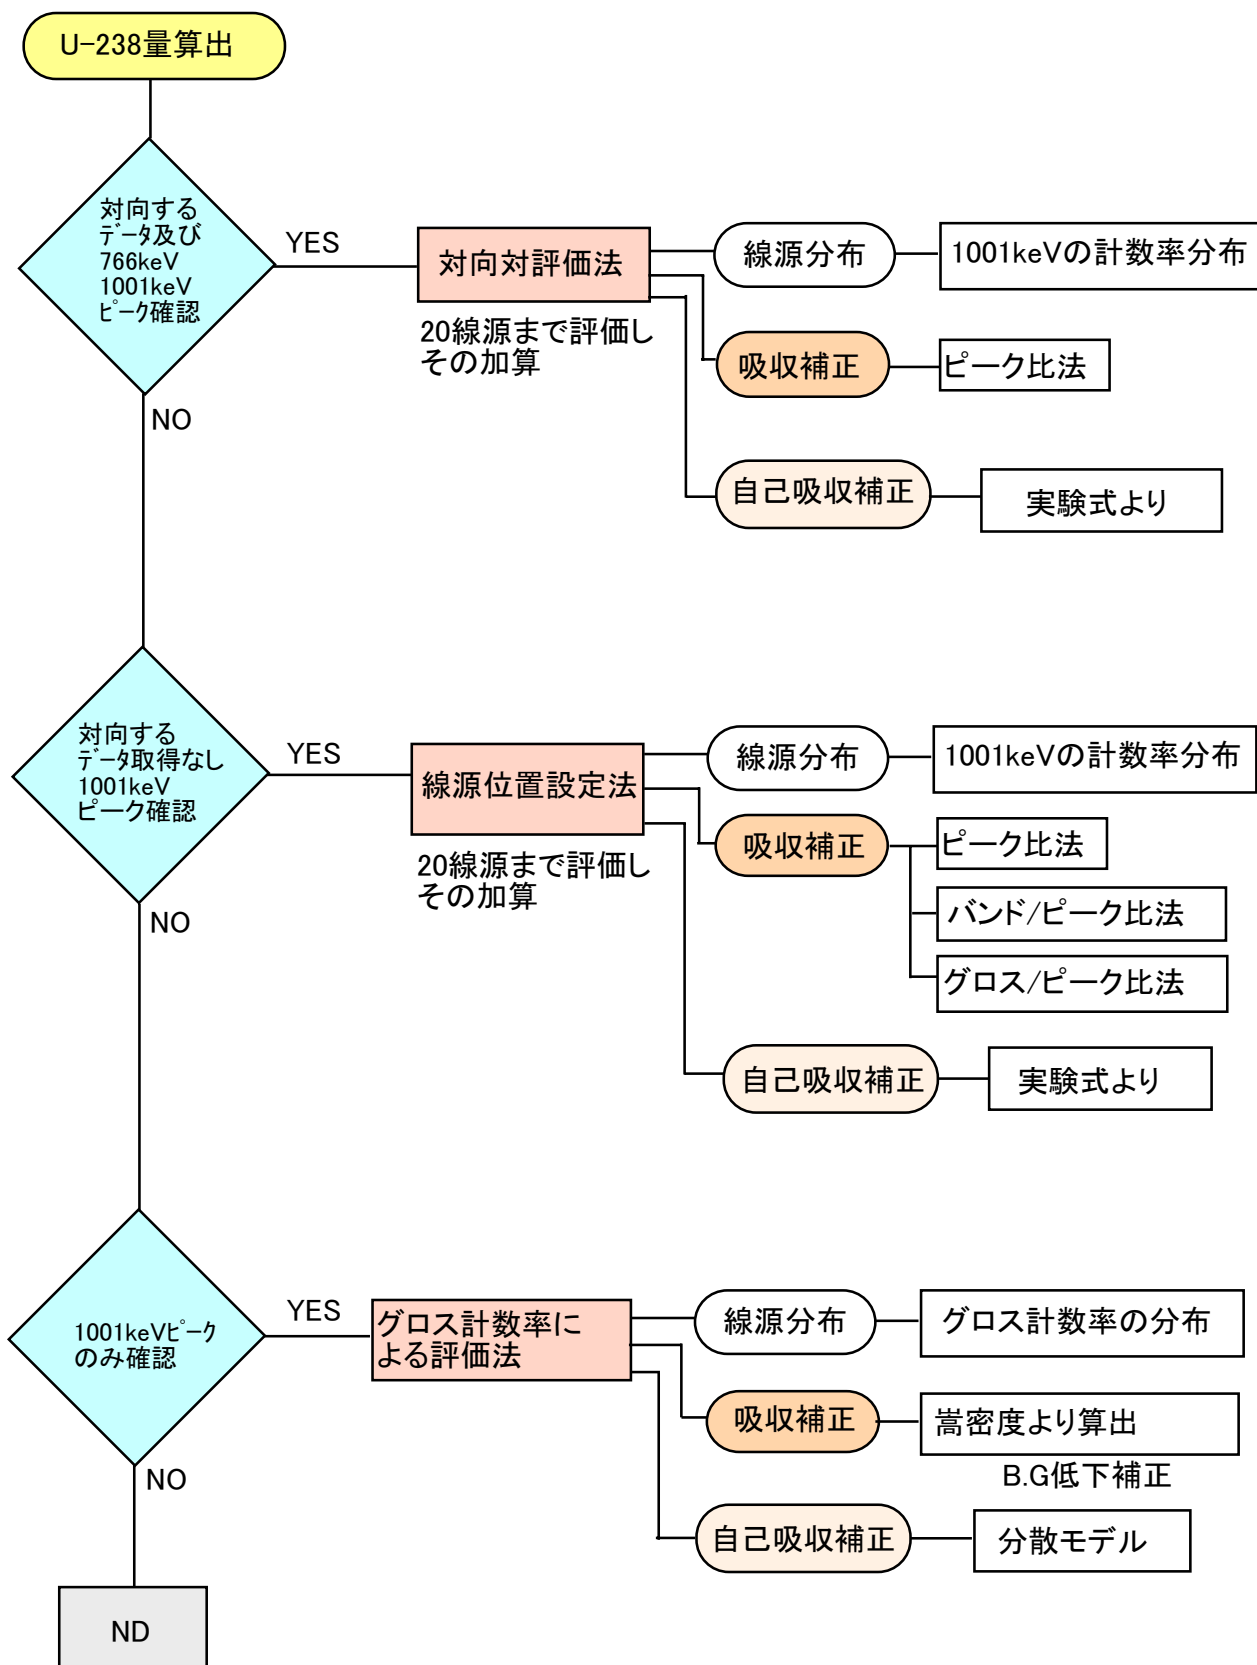 U-238量算出
対向する
ﾃﾞｰﾀ及び
766keV
1001keV
ﾋﾟｰｸ確認
YES
対向対評価法
20線源まで評価し
その加算
線源分布
1001keVの計数率分布
吸収補正
ピーク比法
自己吸収補正
実験式より
NO
対向する
ﾃﾞｰﾀ取得なし
1001keV
ピーク確認
YES
線源位置設定法
20線源まで評価し
その加算
線源分布
1001keVの計数率分布
吸収補正
ピーク比法
バンド/ピーク比法
グロス/ピーク比法
自己吸収補正
実験式より
NO
1001keVﾋﾟｰｸ
のみ確認
YES
グロス計数率に
よる評価法
線源分布
グロス計数率の分布
吸収補正
嵩密度より算出
B.G低下補正
自己吸収補正
分散モデル
NO
ND